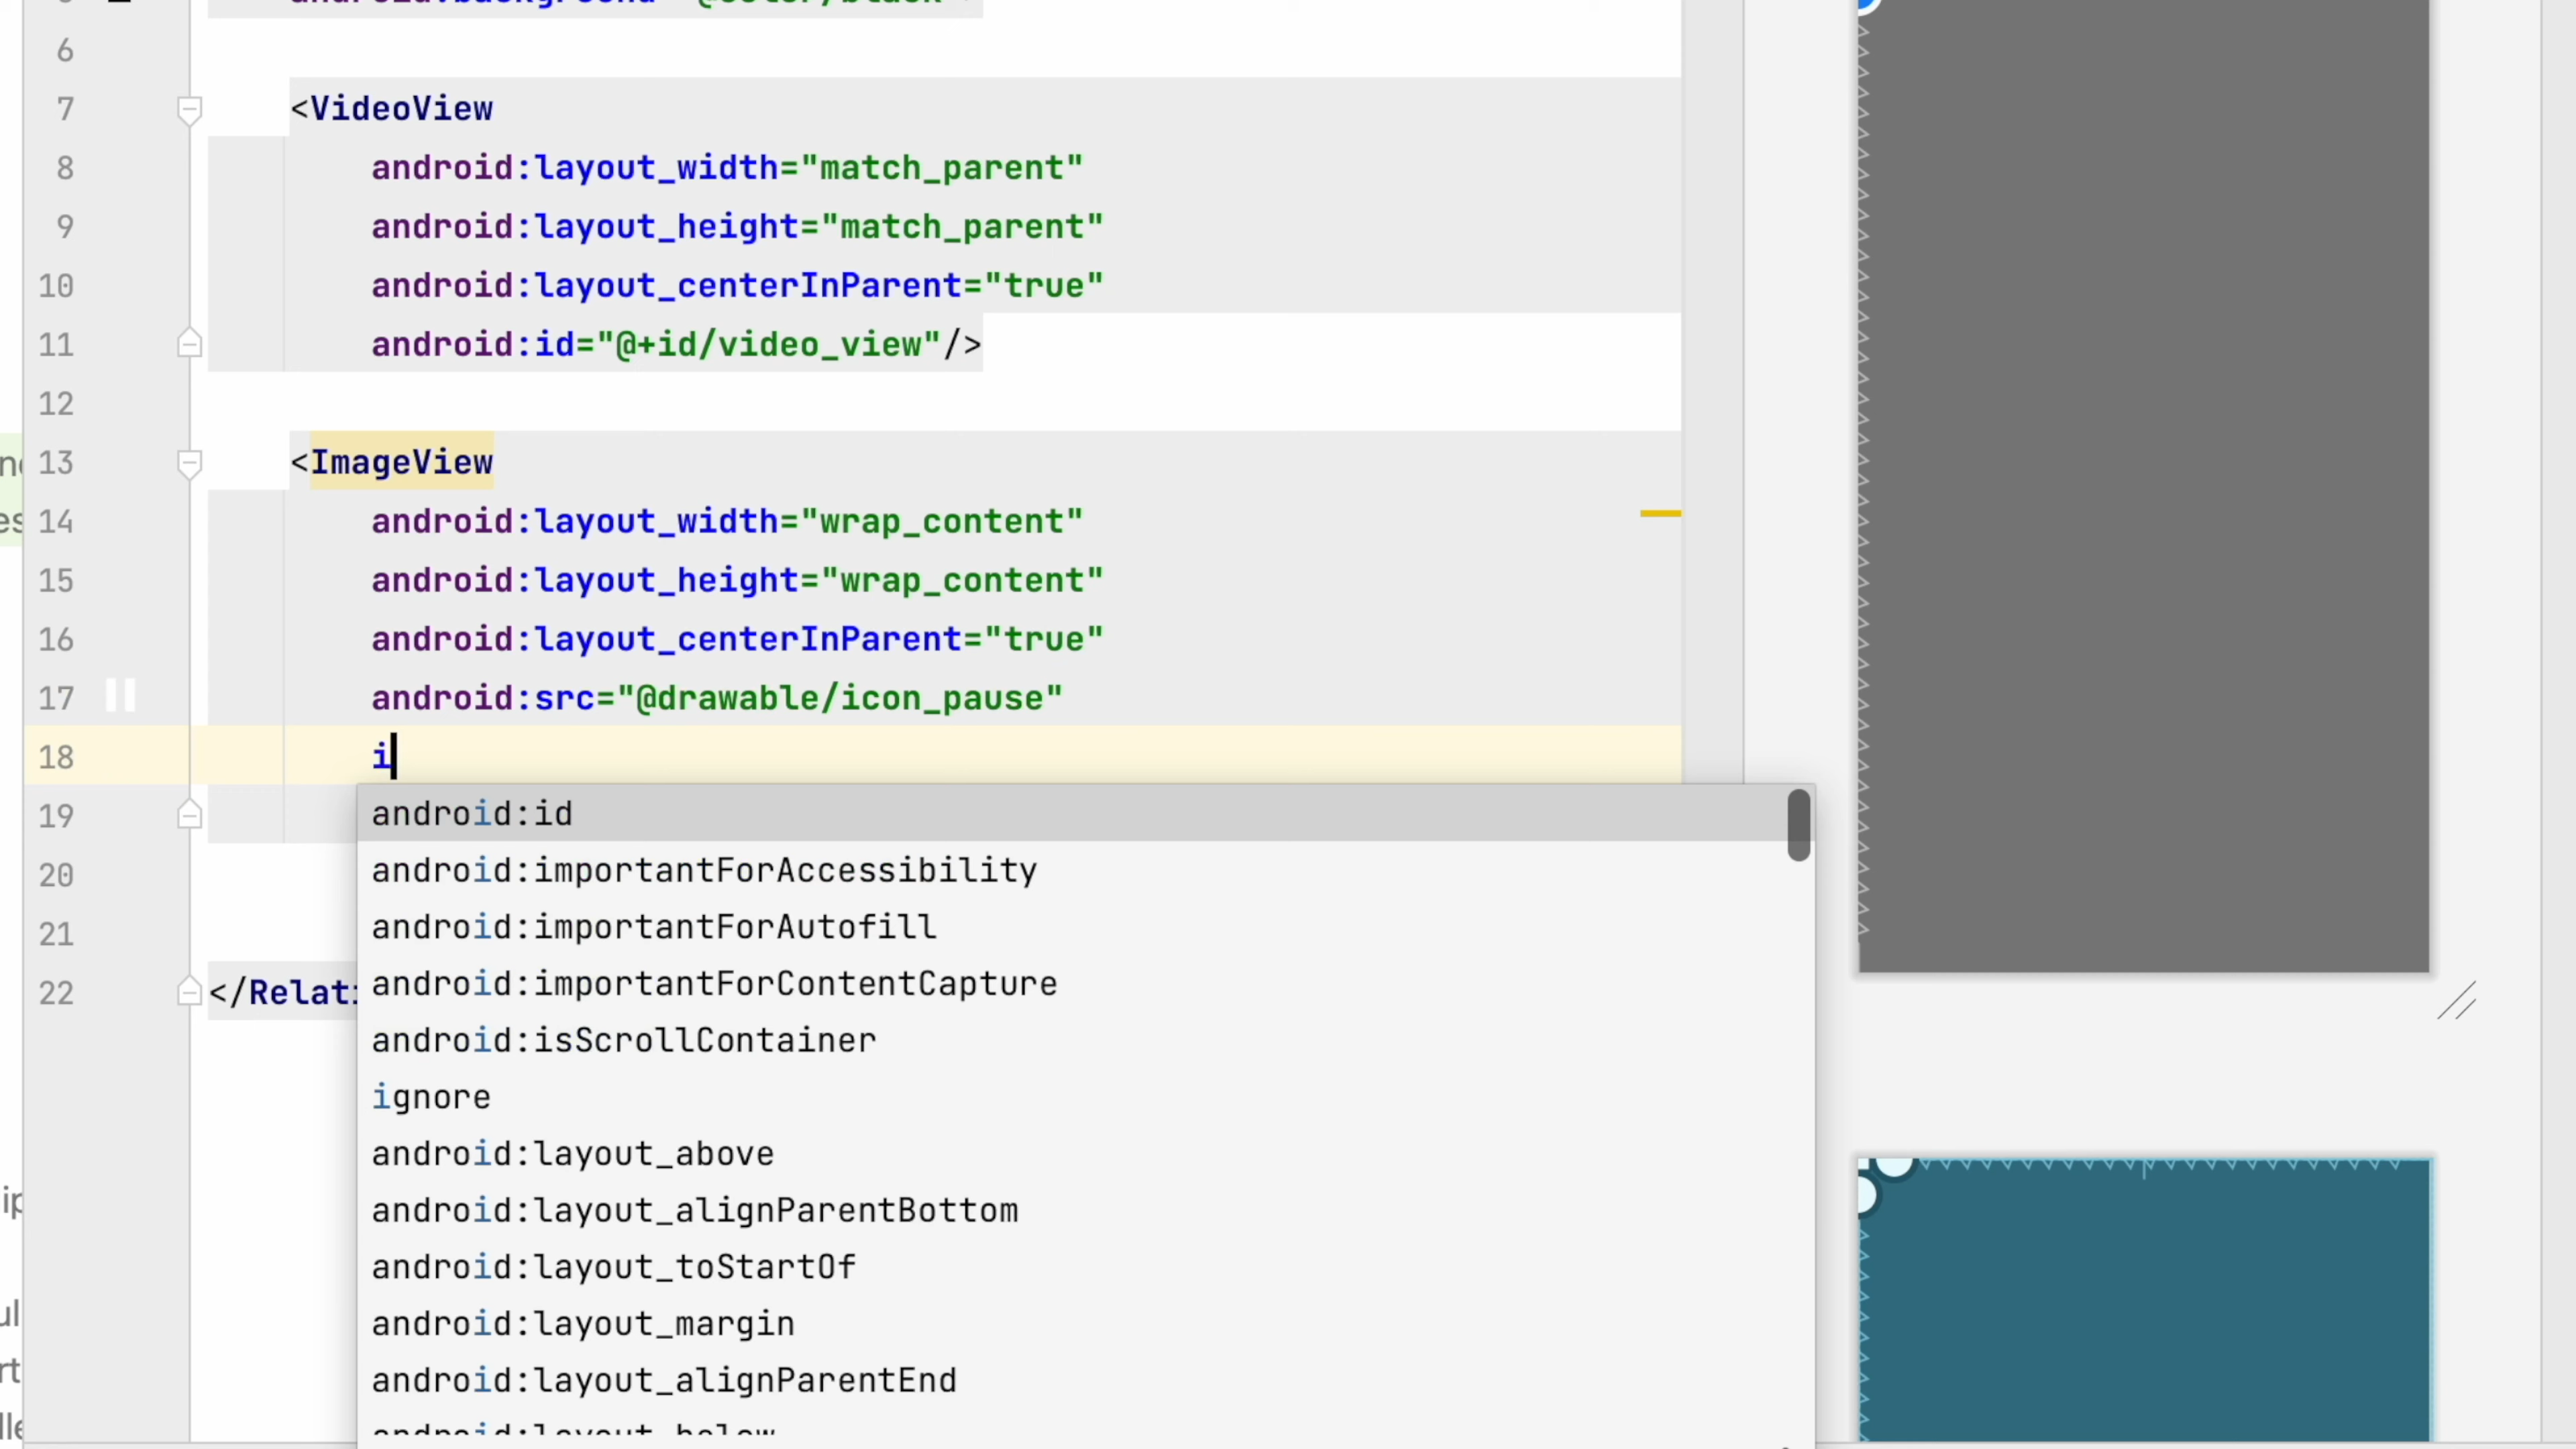 6
7 <VideoView
8 android:layout_width="match_parent"
9 android:layout_height="match_parent"
10 android:layout_centerInParent="true"
11 android:id="@+id/video_view"/>
12
13 <ImageView
14 android:layout_width="wrap_content"
15 android:layout_height="wrap_content"
16 android:layout_centerInParent="true"
17 android:src="@drawable/icon_pause"
18 i
19
android:id
android:importantForAccessibility
20
android:importantForAutofill
21
android:importantForContentCapture
22 </Relati
android:isScrollContainer
ignore
android:layout_above
android:layout_alignParentBottom
android:layout_toStartOf
android:layout_margin
android:layout_alignParentEnd
android:layout_below